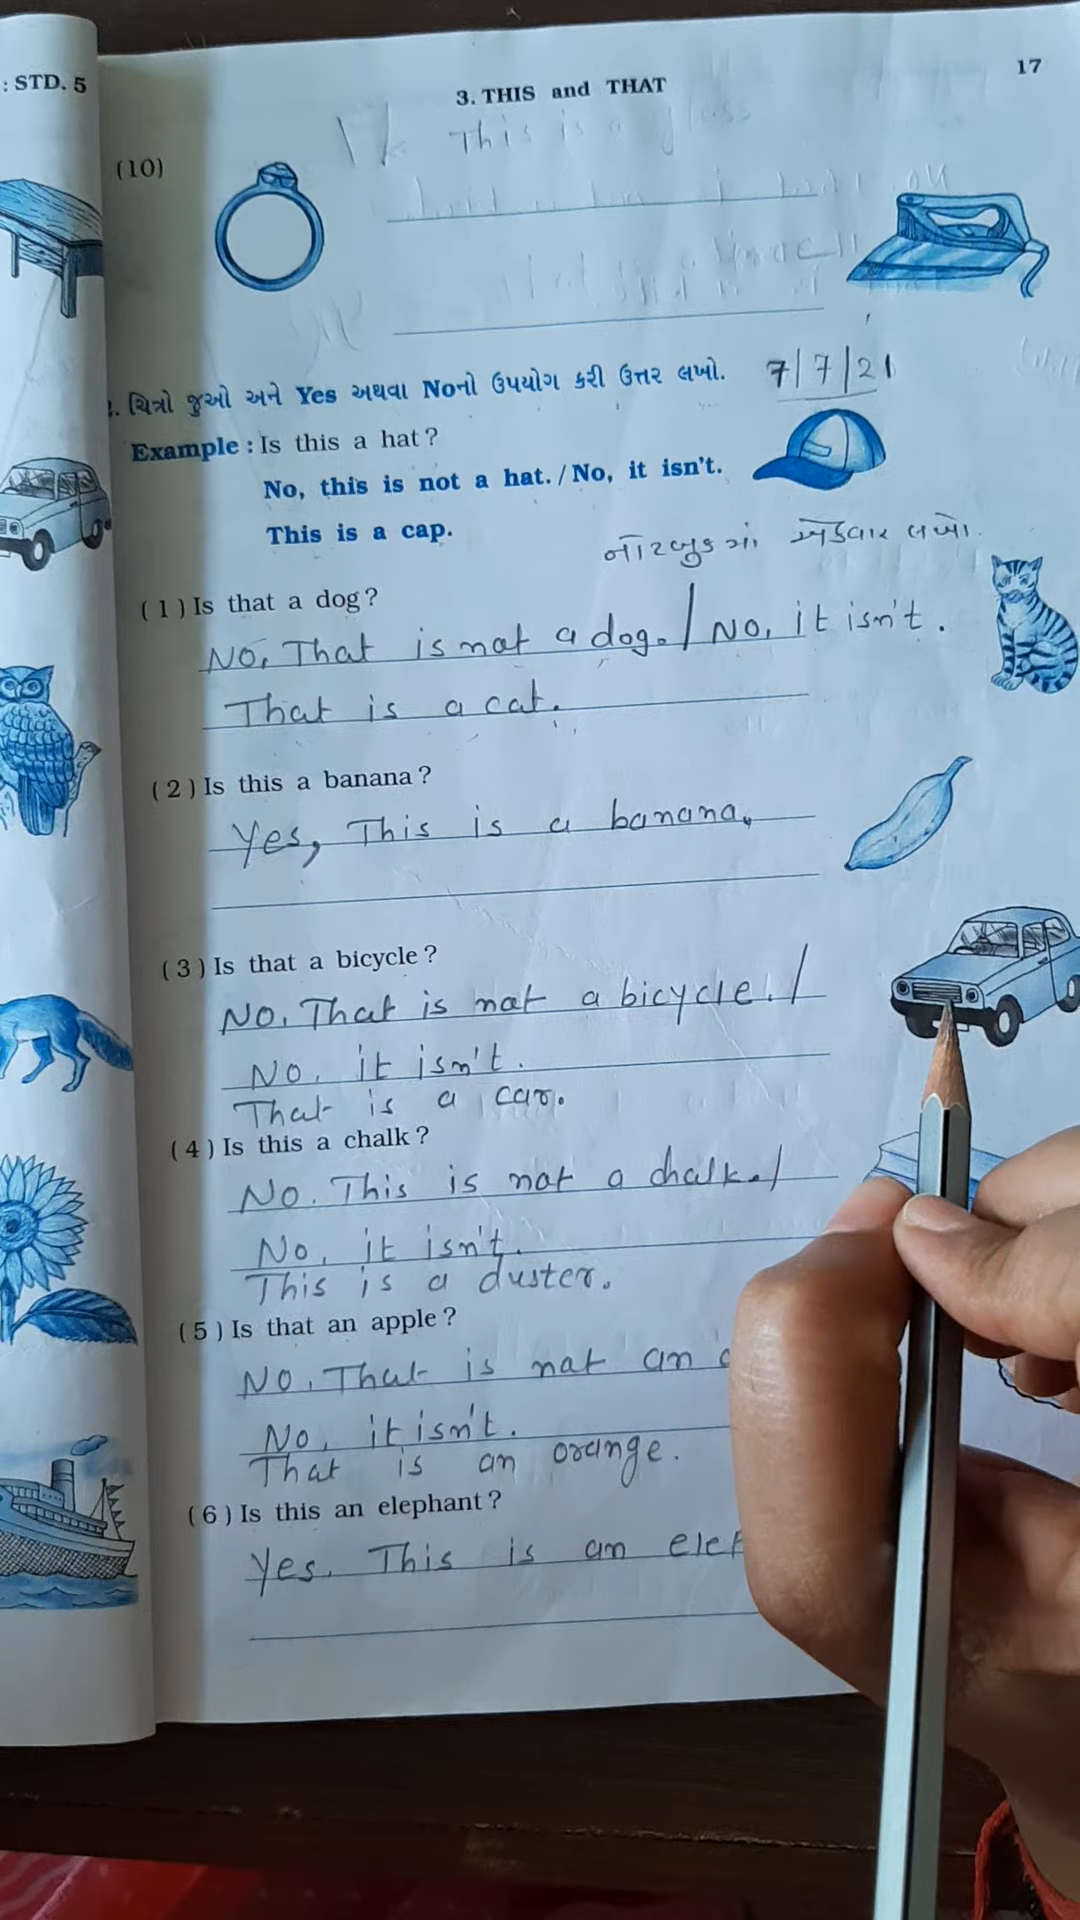 : STD. 5
3. THIS and THAT
17
This is a glass
(10)
ચિત્રો જુઓ અને Yes અથવા Noનો ઉપયોગ કરી ઉત્તર લખો. 7/7/21
Example : Is this a hat?
No, this is not a hat. / No, it isn't.
This is a cap.
નોટબુકમાં એકવાર લખો.
(1) Is that a dog?
No, That is not a dog. / No, it isn't.
That is a cat.
(2) Is this a banana?
Yes, This is a banana.
(3) Is that a bicycle?
No, That is not a bicycle. /
No, it isn't.
That is a car.
(4) Is this a chalk?
No. This is not a chalk. /
No, it isn't.
This is a duster.
(5) Is that an apple?
No, That is not an
No, it isn't.
That is an orange.
(6) Is this an elephant?
Yes. This is an